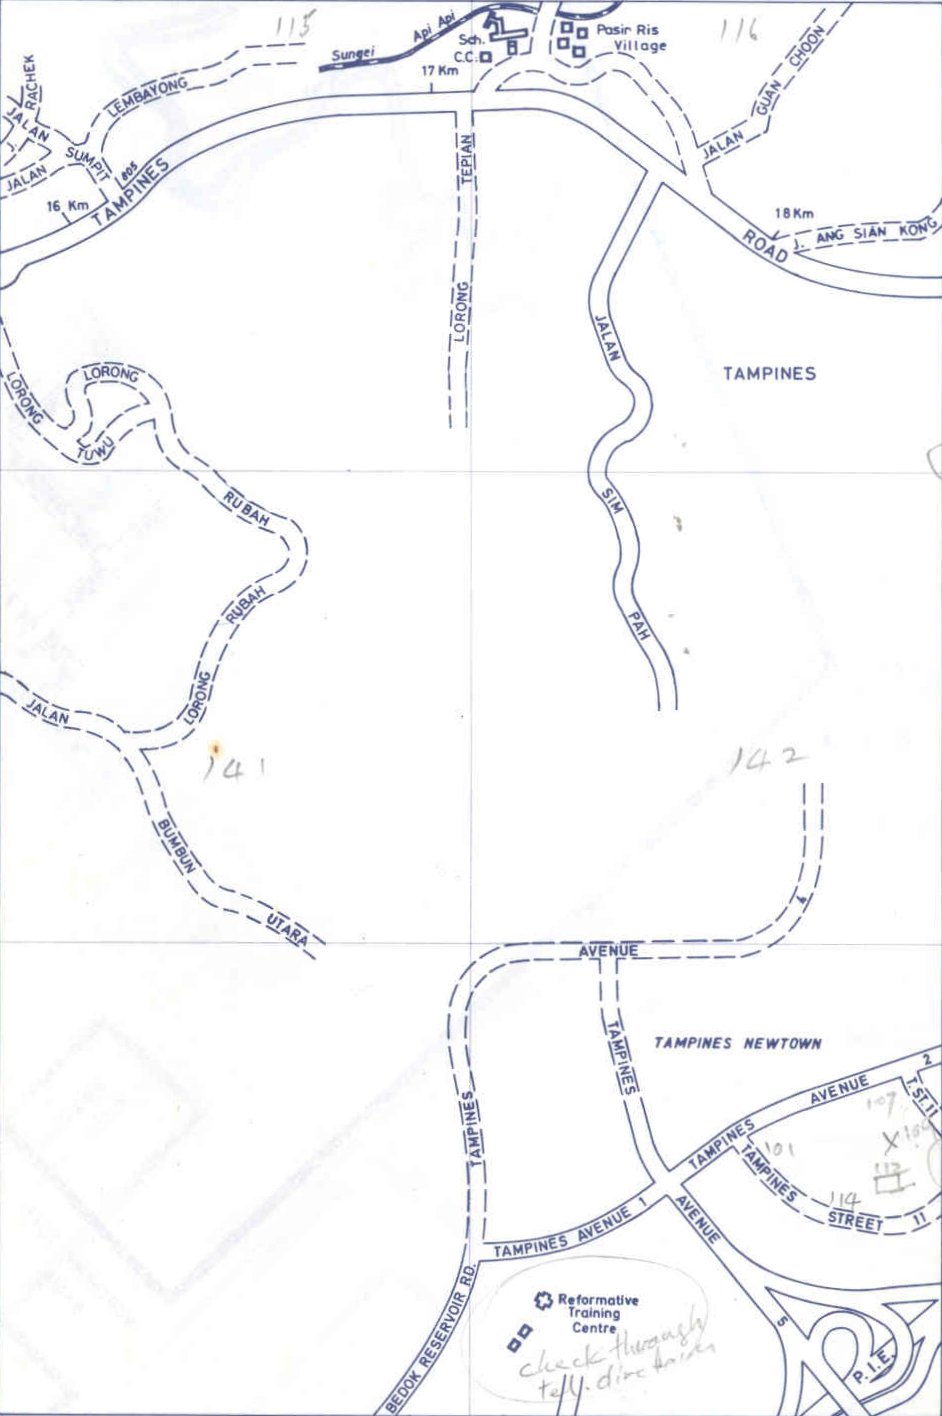 115
116
Sungei
Api Api
Sch.
C.C.
Pasir Ris
Village
17 Km
RACHEK
JALAN
LEMBAYONG
JALAN GUAN CHOON
J.
SUMPIT
JALAN
805
TEPIAN
LORONG
16 Km
TAMPINES
18 Km
ROAD
J. ANG SIAN KONG
JALAN
SIM
PAH
TAMPINES
LORONG
TUWU
LORONG
RUBAH
RUBAH
LORONG
JALAN
141
142
BUMBUN
UTARA
6
AVENUE
TAMPINES
TAMPINES
TAMPINES NEWTOWN
AVENUE
2
T. ST. 11
107
109
X
101
112
114
TAMPINES
TAMPINES
STREET
11
TAMPINES AVENUE 1
AVENUE
5
BEDOK RESERVOIR RD.
Reformative
Training
Centre
check through
tel. directories
P.I.E.